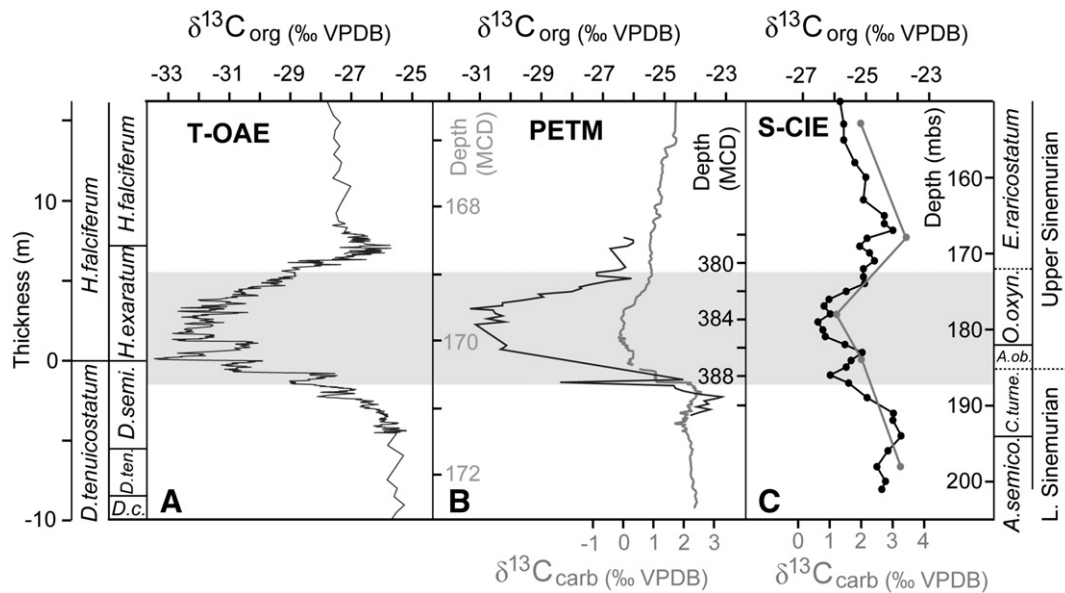 δ13Corg (‰ VPDB) δ13Corg (‰ VPDB) δ13Corg (‰ VPDB)
-33 -31 -29 -27 -25 -31 -29 -27 -25 -23 -27 -25 -23
T-OAE PETM S-CIE
Thickness (m)
10
0
-10
H.falciferum
D.tenuicostatum
H.falciferum
H.exaratum
D.semi.
D.ten.
D.c.
A
Depth (MCD)
168
170
172
B
Depth (MCD)
380
384
388
C
Depth (mbs)
160
170
180
190
200
E.raricostatum
O.oxyn.
A.ob.
C.turne.
A.semico.
Upper Sinemurian
L. Sinemurian
-1 0 1 2 3 0 1 2 3 4
δ13Ccarb (‰ VPDB) δ13Ccarb (‰ VPDB)